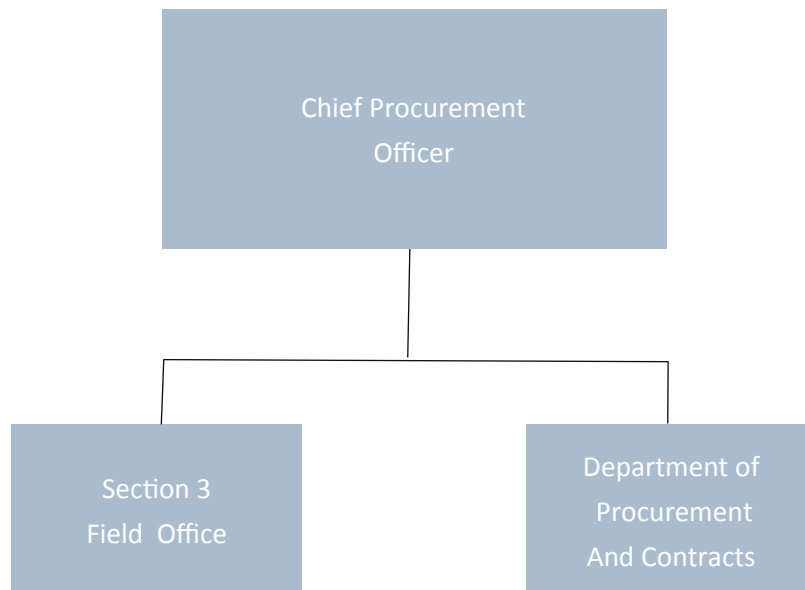 Chief Procurement
Officer
Section 3
Field Office
Department of
Procurement
And Contracts